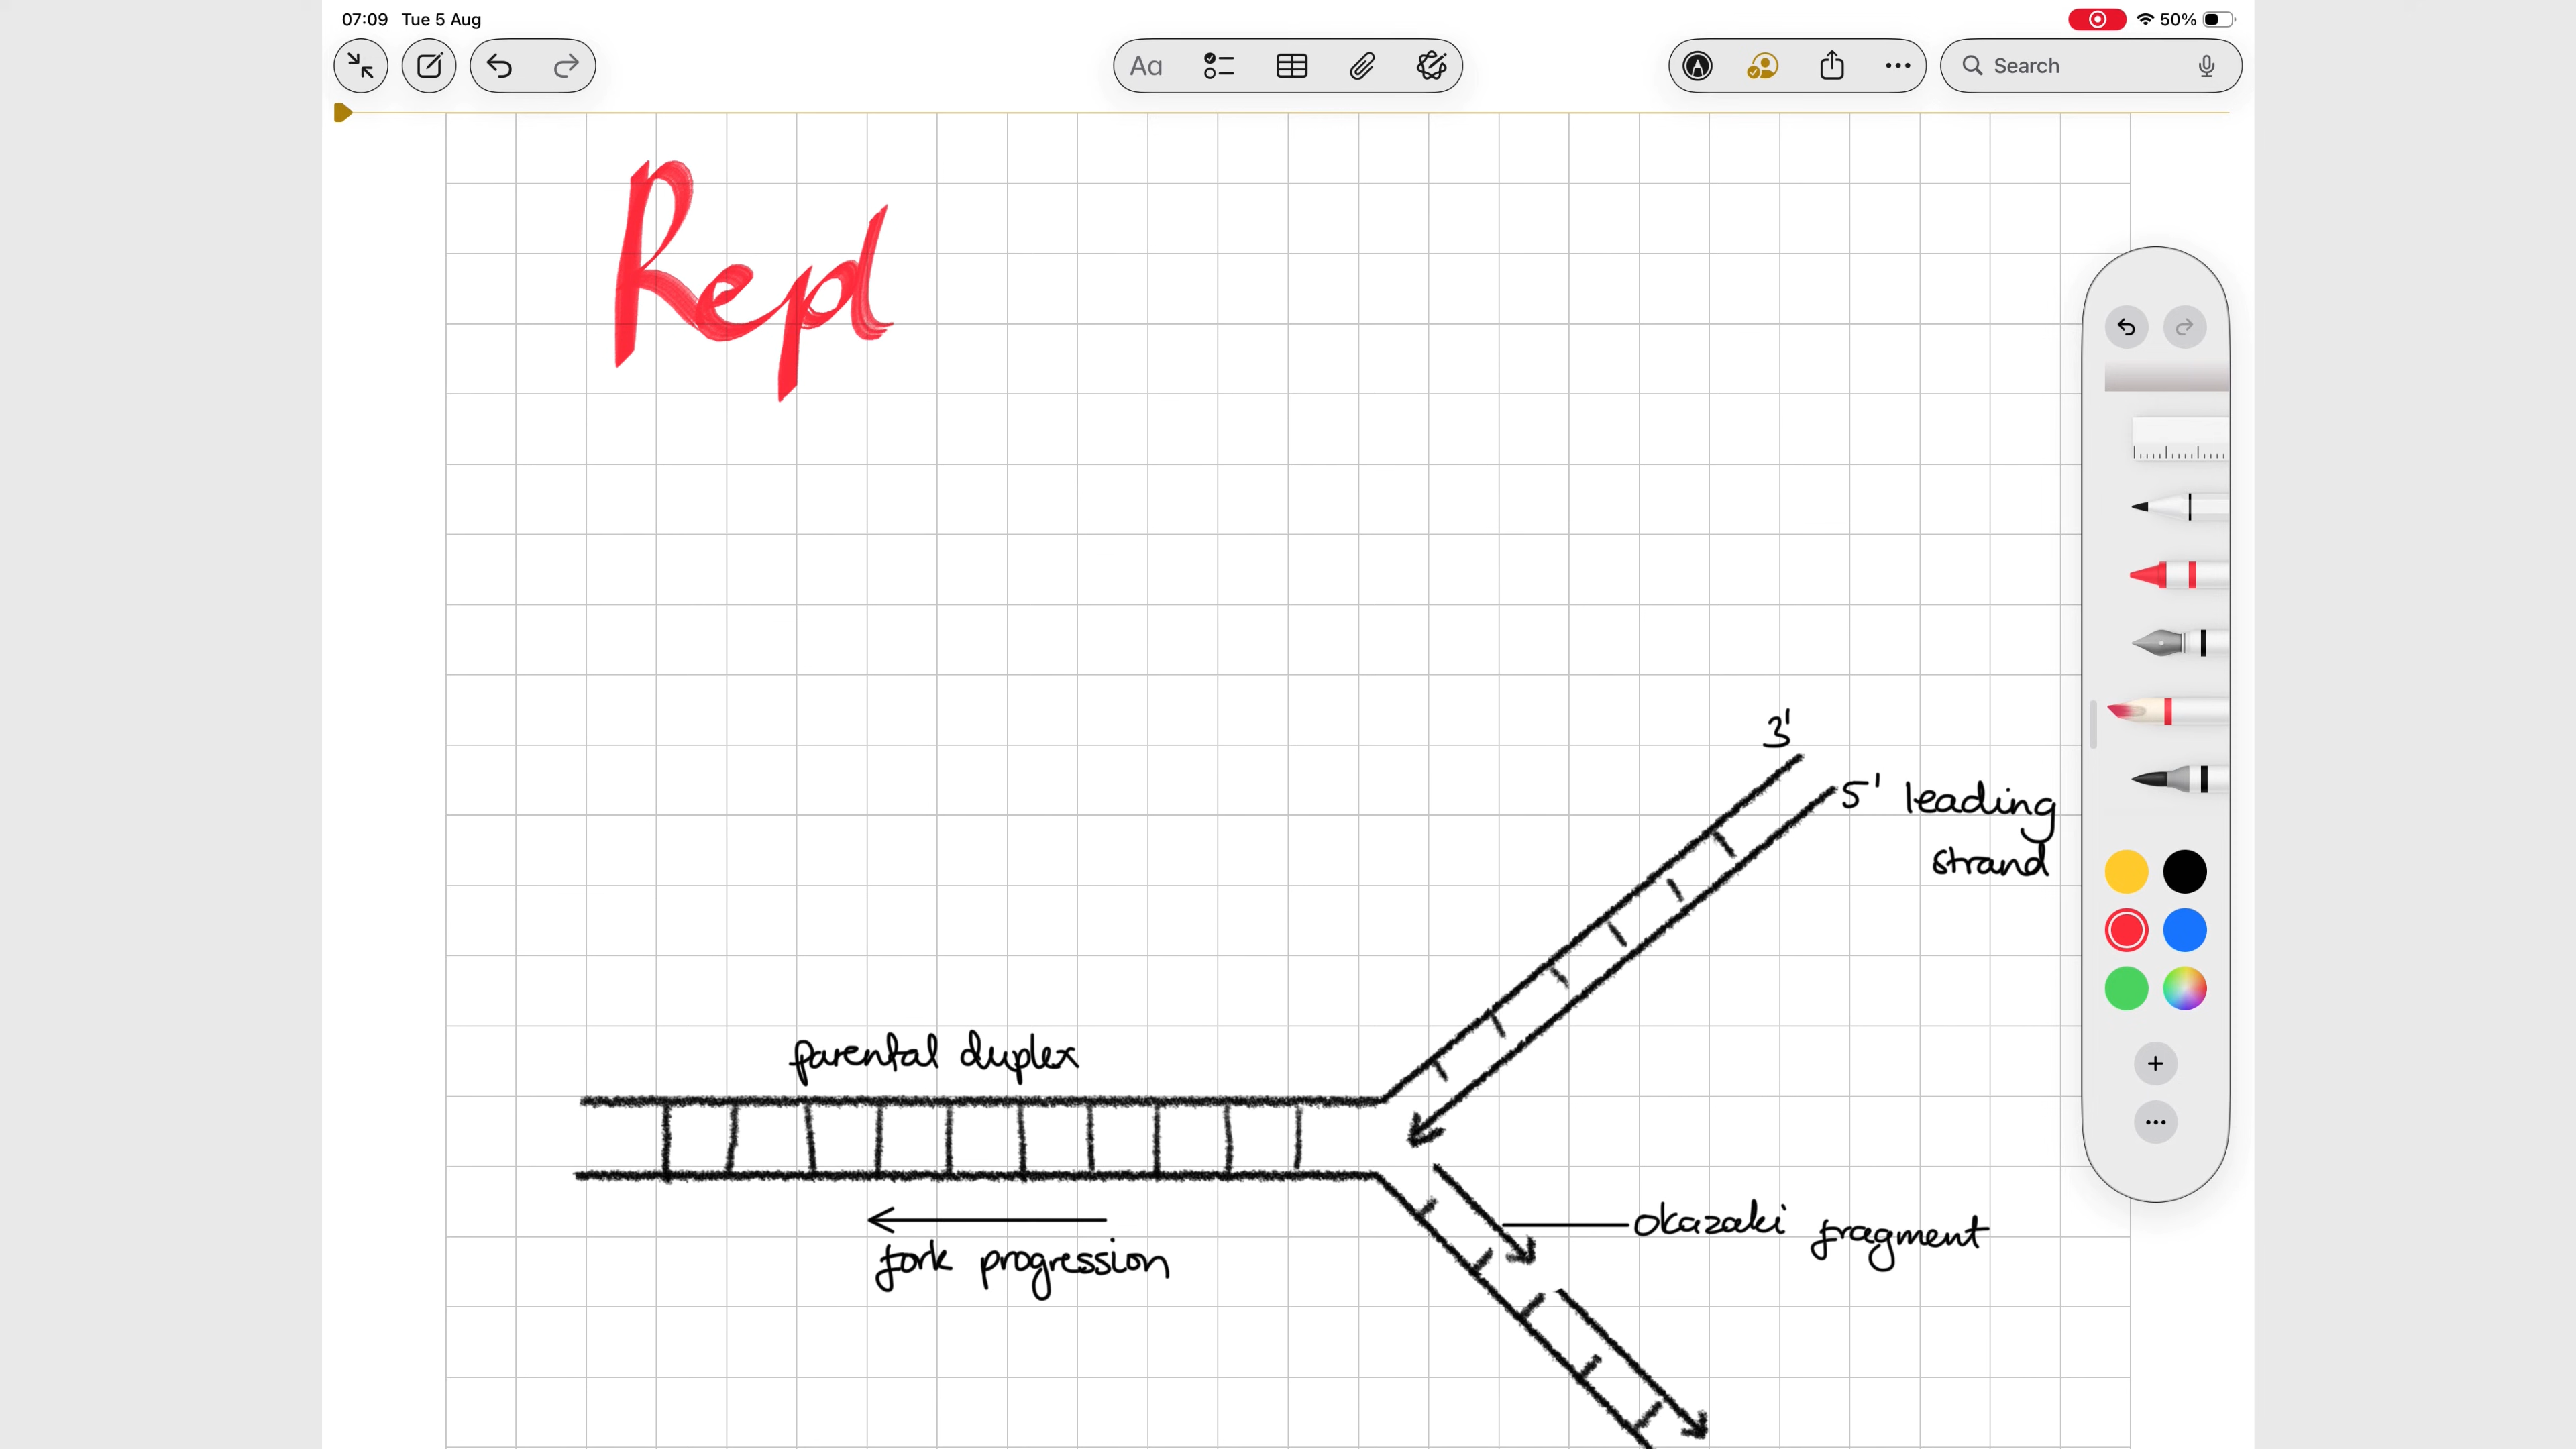 07:09 Tue 5 Aug
50%
Aa
Search
Repl
3'
5' leading
strand
parental duplex
fork progression
okazaki fragment